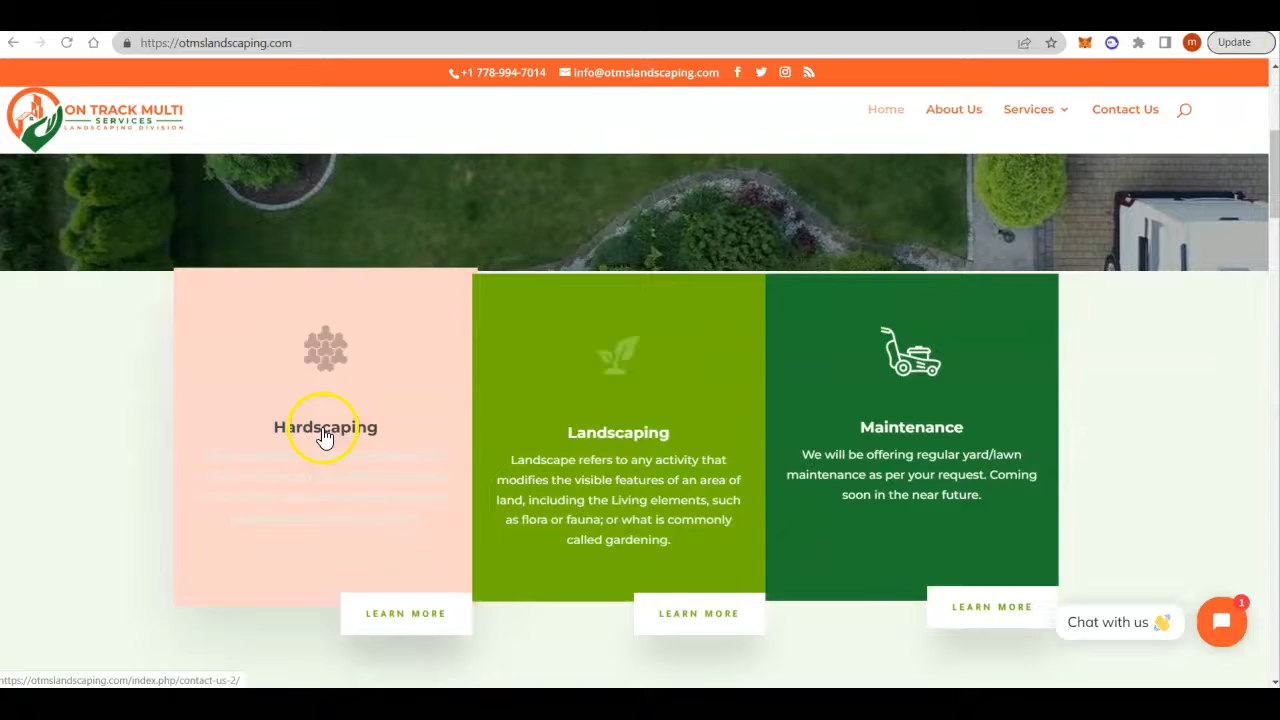 https://otmslandscaping.com
Update
+1 778-994-7014
info@otmslandscaping.com
ON TRACK MULTI
SERVICES
LANDSCAPING DIVISION
Home
About Us
Services
Contact Us
Hardscaping
LEARN MORE
Landscaping
Landscape refers to any activity that
modifies the visible features of an area of
land, including the Living elements, such
as flora or fauna; or what is commonly
called gardening.
LEARN MORE
Maintenance
We will be offering regular yard/lawn
maintenance as per your request. Coming
soon in the near future.
LEARN MORE
Chat with us 👋
1
m
https://otmslandscaping.com/index.php/contact-us-2/